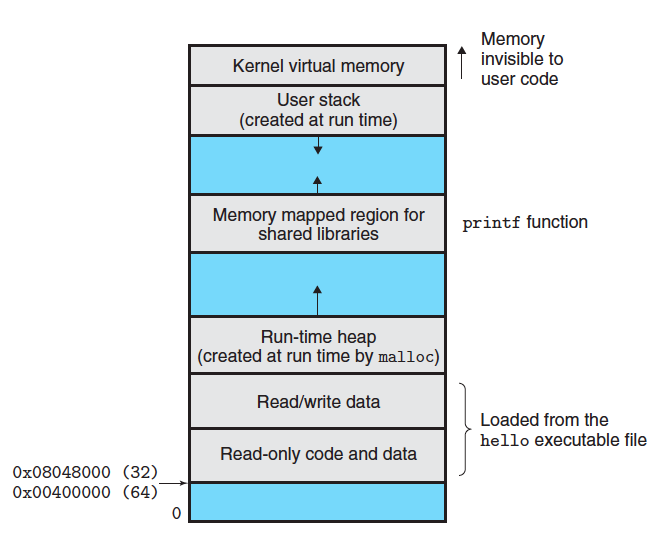 Memory
invisible to
user code
Kernel virtual memory
User stack
(created at run time)
Memory mapped region for
shared libraries
printf function
Run-time heap
(created at run time by malloc)
Read/write data
Loaded from the
hello executable file
Read-only code and data
0x08048000 (32)
0x00400000 (64)
0